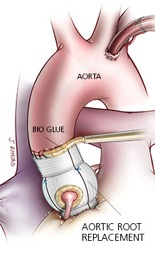 AORTA
BIO GLUE
AORTIC ROOT
REPLACEMENT